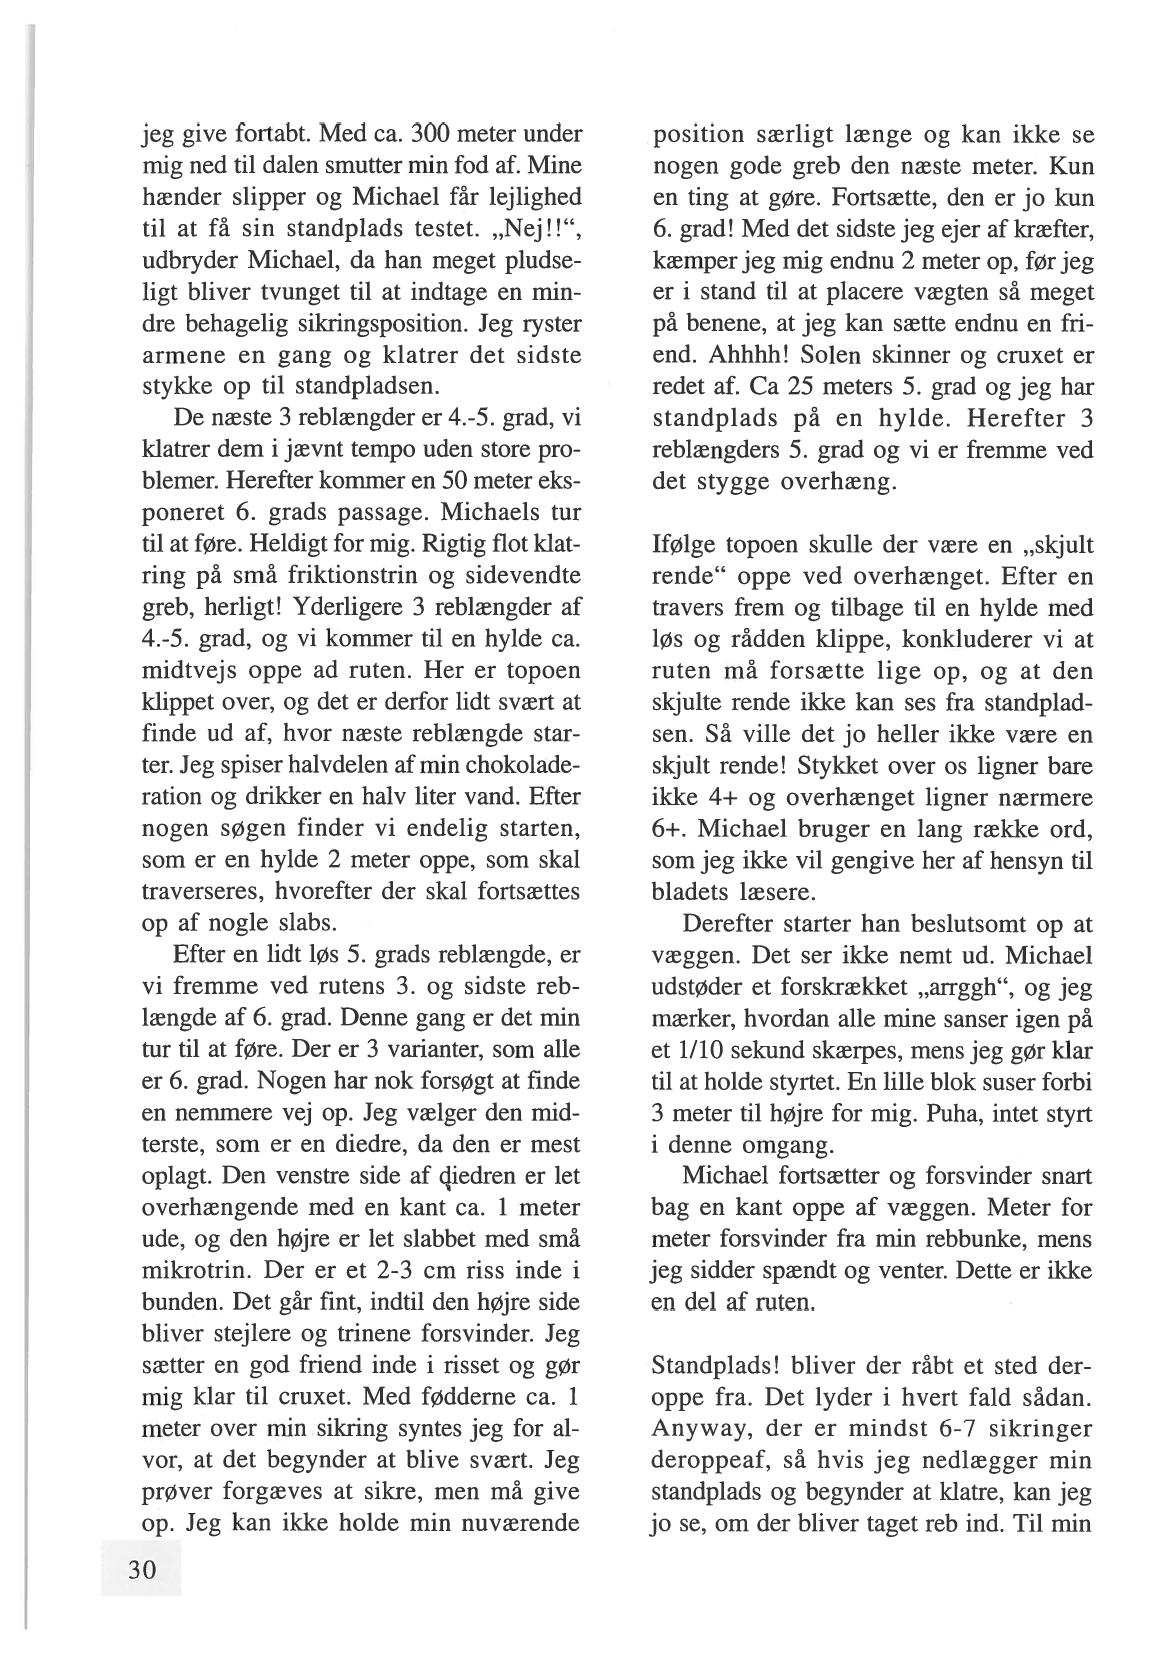 jeg give fortabt. Med ca. 300 meter under
mig ned til dalen smutter min fod af. Mine
hænder slipper og Michael får lejlighed
til at få sin standplads testet. „Nej!!“,
udbryder Michael, da han meget pludse-
ligt bliver tvunget til at indtage en min-
dre behagelig sikringsposition. Jeg ryster
armene en gang og klatrer det sidste
stykke op til standpladsen.
De næste 3 reblængder er 4.-5. grad, vi
klatrer dem i jævnt tempo uden store pro-
blemer. Herefter kommer en 50 meter eks-
poneret 6. grads passage. Michaels tur
til at føre. Heldigt for mig. Rigtig flot klat-
ring på små friktionstrin og sidevendte
greb, herligt! Yderligere 3 reblængder af
4.-5. grad, og vi kommer til en hylde ca.
midtvejs oppe ad ruten. Her er topoen
klippet over, og det er derfor lidt svært at
finde ud af, hvor næste reblængde star-
ter. Jeg spiser halvdelen af min chokolade-
ration og drikker en halv liter vand. Efter
nogen søgen finder vi endelig starten,
som er en hylde 2 meter oppe, som skal
traverseres, hvorefter der skal fortsættes
op af nogle slabs.
Efter en lidt løs 5. grads reblængde, er
vi fremme ved rutens 3. og sidste reb-
længde af 6. grad. Denne gang er det min
tur til at føre. Der er 3 varianter, som alle
er 6. grad. Nogen har nok forsøgt at finde
en nemmere vej op. Jeg vælger den mid-
terste, som er en diedre, da den er mest
oplagt. Den venstre side af diedren er let
overhængende med en kant ca. 1 meter
ude, og den højre er let slabbet med små
mikrotrin. Der er et 2-3 cm riss inde i
bunden. Det går fint, indtil den højre side
bliver stejlere og trinene forsvinder. Jeg
sætter en god friend inde i risset og gør
mig klar til cruxet. Med fødderne ca. 1
meter over min sikring syntes jeg for al-
vor, at det begynder at blive svært. Jeg
prøver forgæves at sikre, men må give
op. Jeg kan ikke holde min nuværende
30
position særligt længe og kan ikke se
nogen gode greb den næste meter. Kun
en ting at gøre. Fortsætte, den er jo kun
6. grad! Med det sidste jeg ejer af kræfter,
kæmper jeg mig endnu 2 meter op, før jeg
er i stand til at placere vægten så meget
på benene, at jeg kan sætte endnu en fri-
end. Ahhhh! Solen skinner og cruxet er
redet af. Ca 25 meters 5. grad og jeg har
standplads på en hylde. Herefter 3
reblængders 5. grad og vi er fremme ved
det stygge overhæng.
Ifølge topoen skulle der være en „skjult
rende“ oppe ved overhænget. Efter en
travers frem og tilbage til en hylde med
løs og rådden klippe, konkluderer vi at
ruten må forsætte lige op, og at den
skjulte rende ikke kan ses fra standplad-
sen. Så ville det jo heller ikke være en
skjult rende! Stykket over os ligner bare
ikke 4+ og overhænget ligner nærmere
6+. Michael bruger en lang række ord,
som jeg ikke vil gengive her af hensyn til
bladets læsere.
Derefter starter han beslutsomt op at
væggen. Det ser ikke nemt ud. Michael
udstøder et forskrækket „arrggh“, og jeg
mærker, hvordan alle mine sanser igen på
et 1/10 sekund skærpes, mens jeg gør klar
til at holde styrtet. En lille blok suser forbi
3 meter til højre for mig. Puha, intet styrt
i denne omgang.
Michael fortsætter og forsvinder snart
bag en kant oppe af væggen. Meter for
meter forsvinder fra min rebbunke, mens
jeg sidder spændt og venter. Dette er ikke
en del af ruten.
Standplads! bliver der råbt et sted der-
oppe fra. Det lyder i hvert fald sådan.
Anyway, der er mindst 6-7 sikringer
deroppeaf, så hvis jeg nedlægger min
standplads og begynder at klatre, kan jeg
jo se, om der bliver taget reb ind. Til min